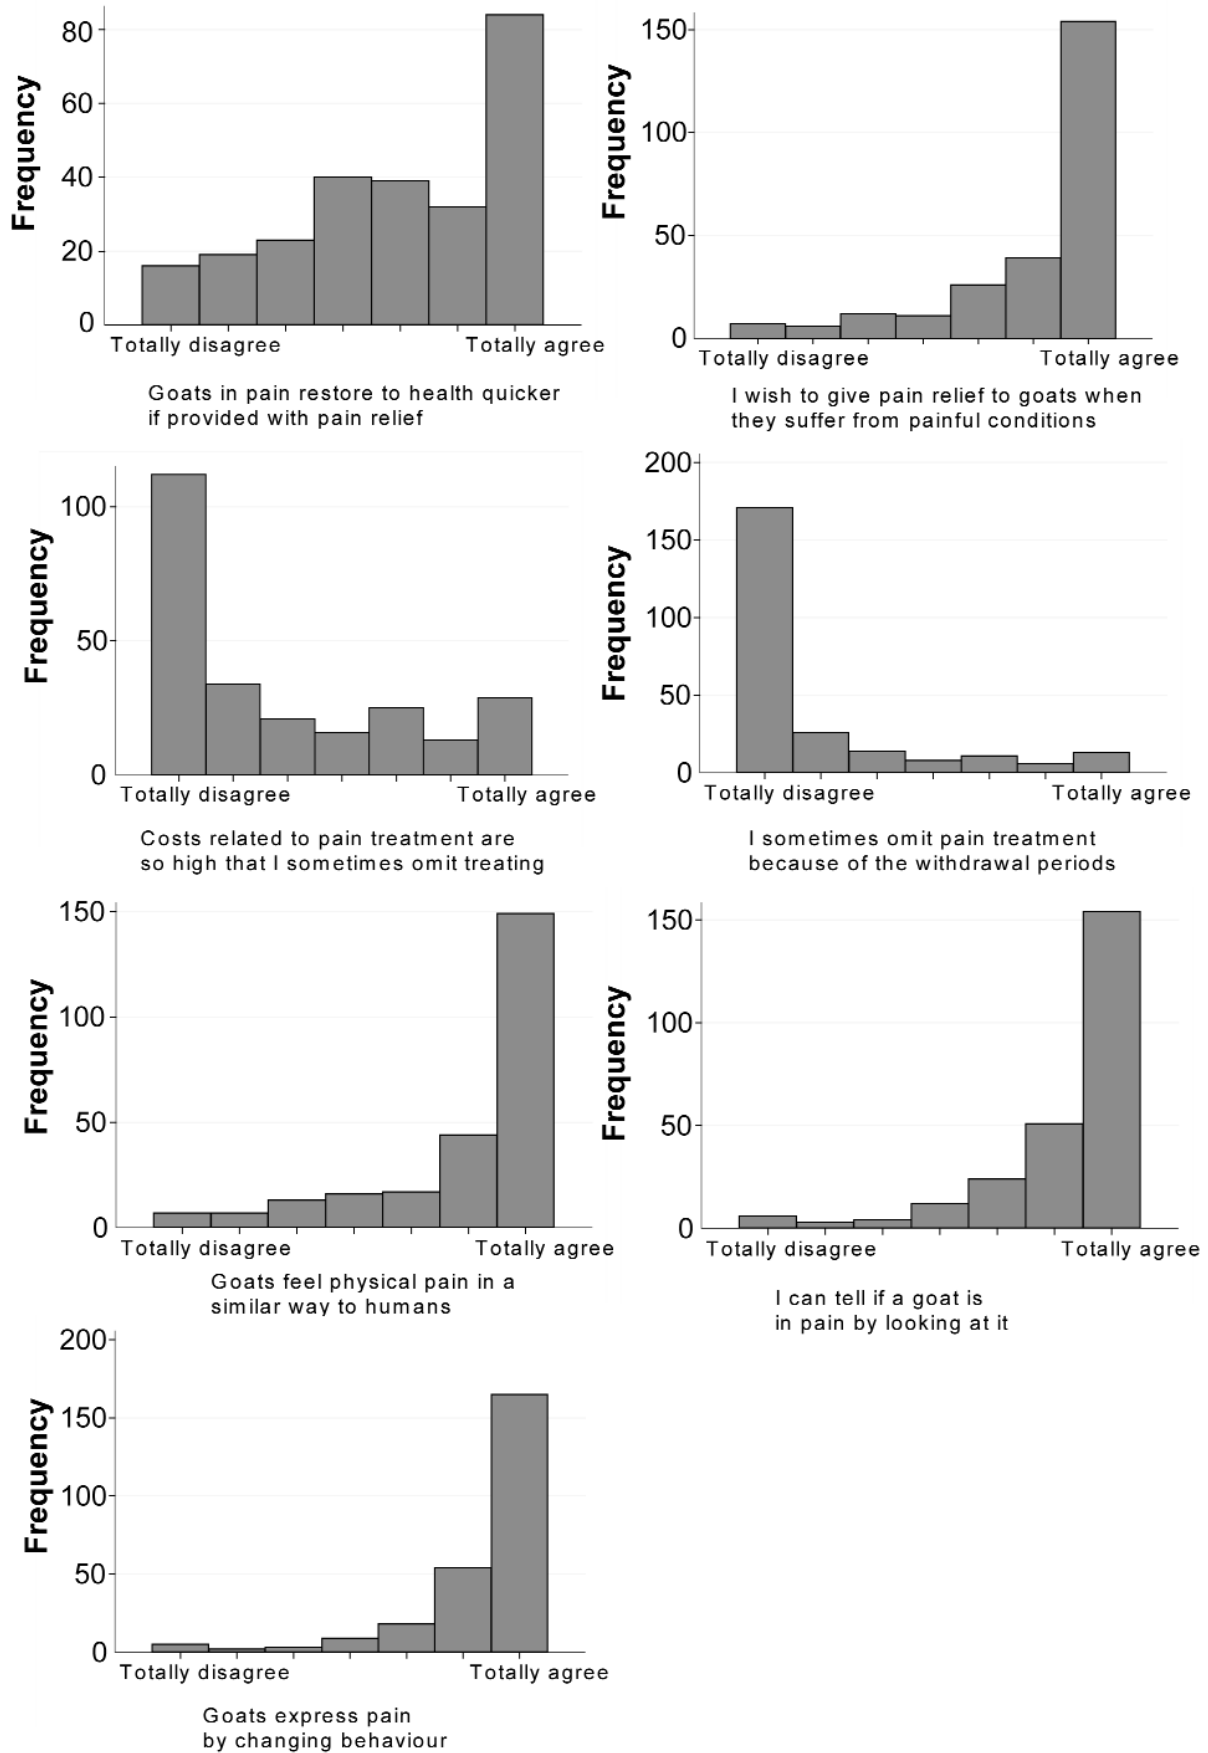 80
60
40
20
0
Frequency
Totally disagree
Totally agree
Goats in pain restore to health quicker
if provided with pain relief
150
100
50
0
Frequency
Totally disagree
Totally agree
I wish to give pain relief to goats when
they suffer from painful conditions
100
50
0
Frequency
Totally disagree
Totally agree
Costs related to pain treatment are
so high that I sometimes omit treating
200
150
100
50
0
Frequency
Totally disagree
Totally agree
I sometimes omit pain treatment
because of the withdrawal periods
150
100
50
0
Frequency
Totally disagree
Totally agree
Goats feel physical pain in a
similar way to humans
150
100
50
0
Frequency
Totally disagree
Totally agree
I can tell if a goat is
in pain by looking at it
200
150
100
50
0
Frequency
Totally disagree
Totally agree
Goats express pain
by changing behaviour